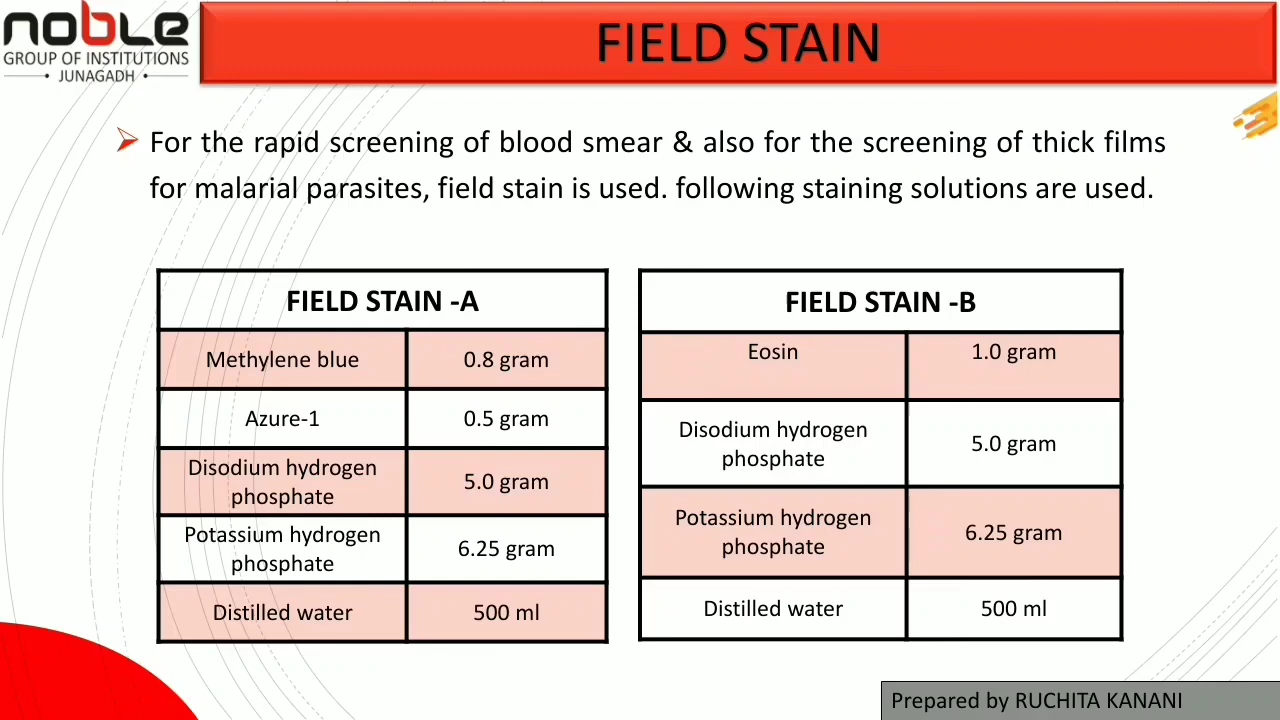 noble
GROUP OF INSTITUTIONS
• JUNAGADH •
FIELD STAIN
For the rapid screening of blood smear & also for the screening of thick films
for malarial parasites, field stain is used. following staining solutions are used.
FIELD STAIN -A
Methylene blue 0.8 gram
Azure-1 0.5 gram
Disodium hydrogen
phosphate 5.0 gram
Potassium hydrogen
phosphate 6.25 gram
Distilled water 500 ml
FIELD STAIN -B
Eosin 1.0 gram
Disodium hydrogen
phosphate 5.0 gram
Potassium hydrogen
phosphate 6.25 gram
Distilled water 500 ml
Prepared by RUCHITA KANANI